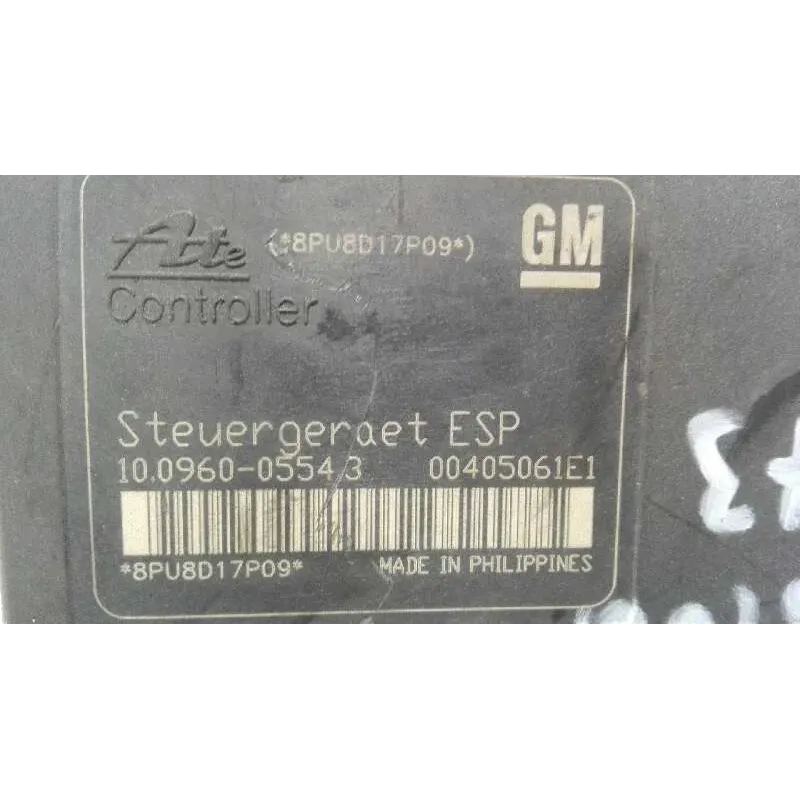 Ate (*8PU8D17P09*) GM
Controller
Steuergeraet ESP
10.0960-0554.3 00405061E1
*8PU8D17P09* MADE IN PHILIPPINES